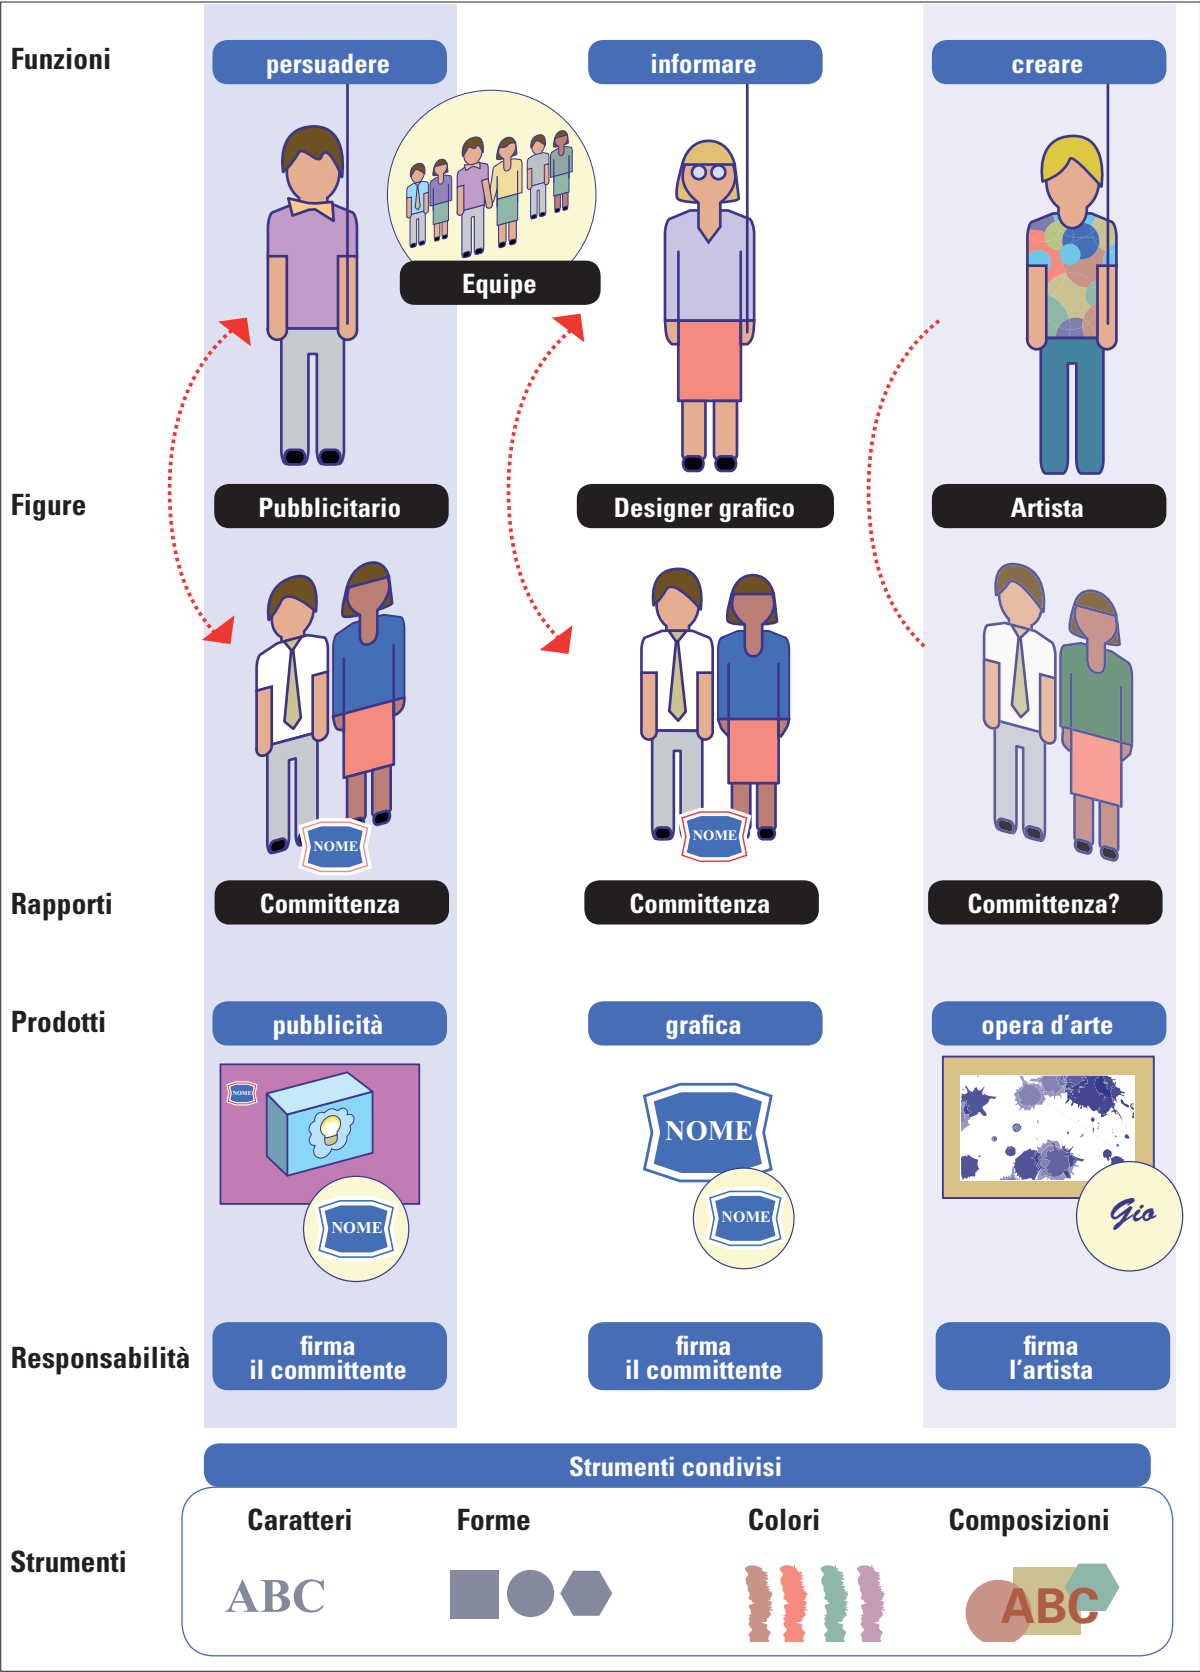 Funzioni
persuadere
informare
creare
Equipe
Figure
Pubblicitario
Designer grafico
Artista
NOME
NOME
Rapporti
Committenza
Committenza
Committenza?
Prodotti
pubblicità
grafica
opera d'arte
NOME
NOME
NOME
NOME
Gio
Responsabilità
firma
il committente
firma
il committente
firma
l'artista
Strumenti condivisi
Caratteri
Forme
Colori
Composizioni
Strumenti
ABC
ABC